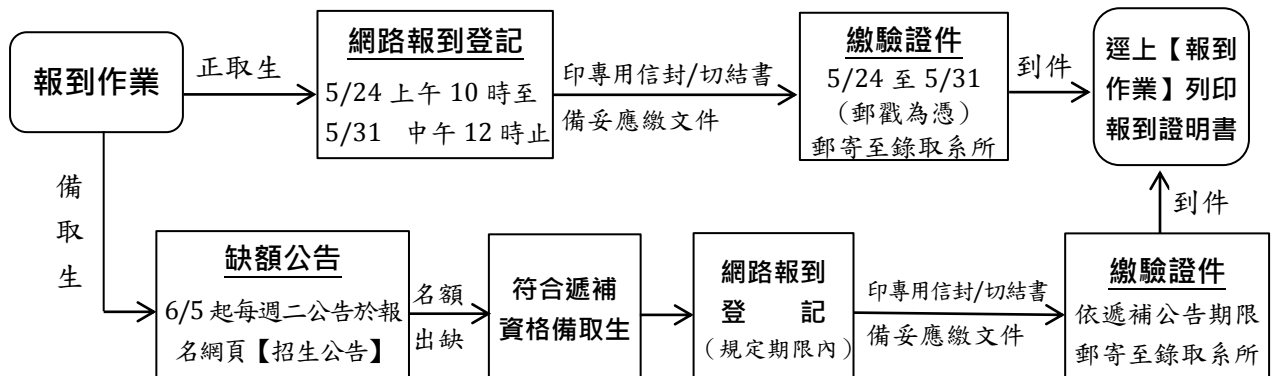 報到作業
正取生
網路報到登記
5/24 上午 10 時至
5/31 中午 12 時止
印專用信封/切結書
備妥應繳文件
繳驗證件
5/24 至 5/31
(郵戳為憑)
郵寄至錄取系所
到件
逕上【報到
作業】列印
報到證明書
備取生
缺額公告
6/5 起每週二公告於報
名網頁【招生公告】
名額
出缺
符合遞補
資格備取生
網路報到
登 記
(規定期限內)
印專用信封/切結書
備妥應繳文件
繳驗證件
依遞補公告期限
郵寄至錄取系所
到件